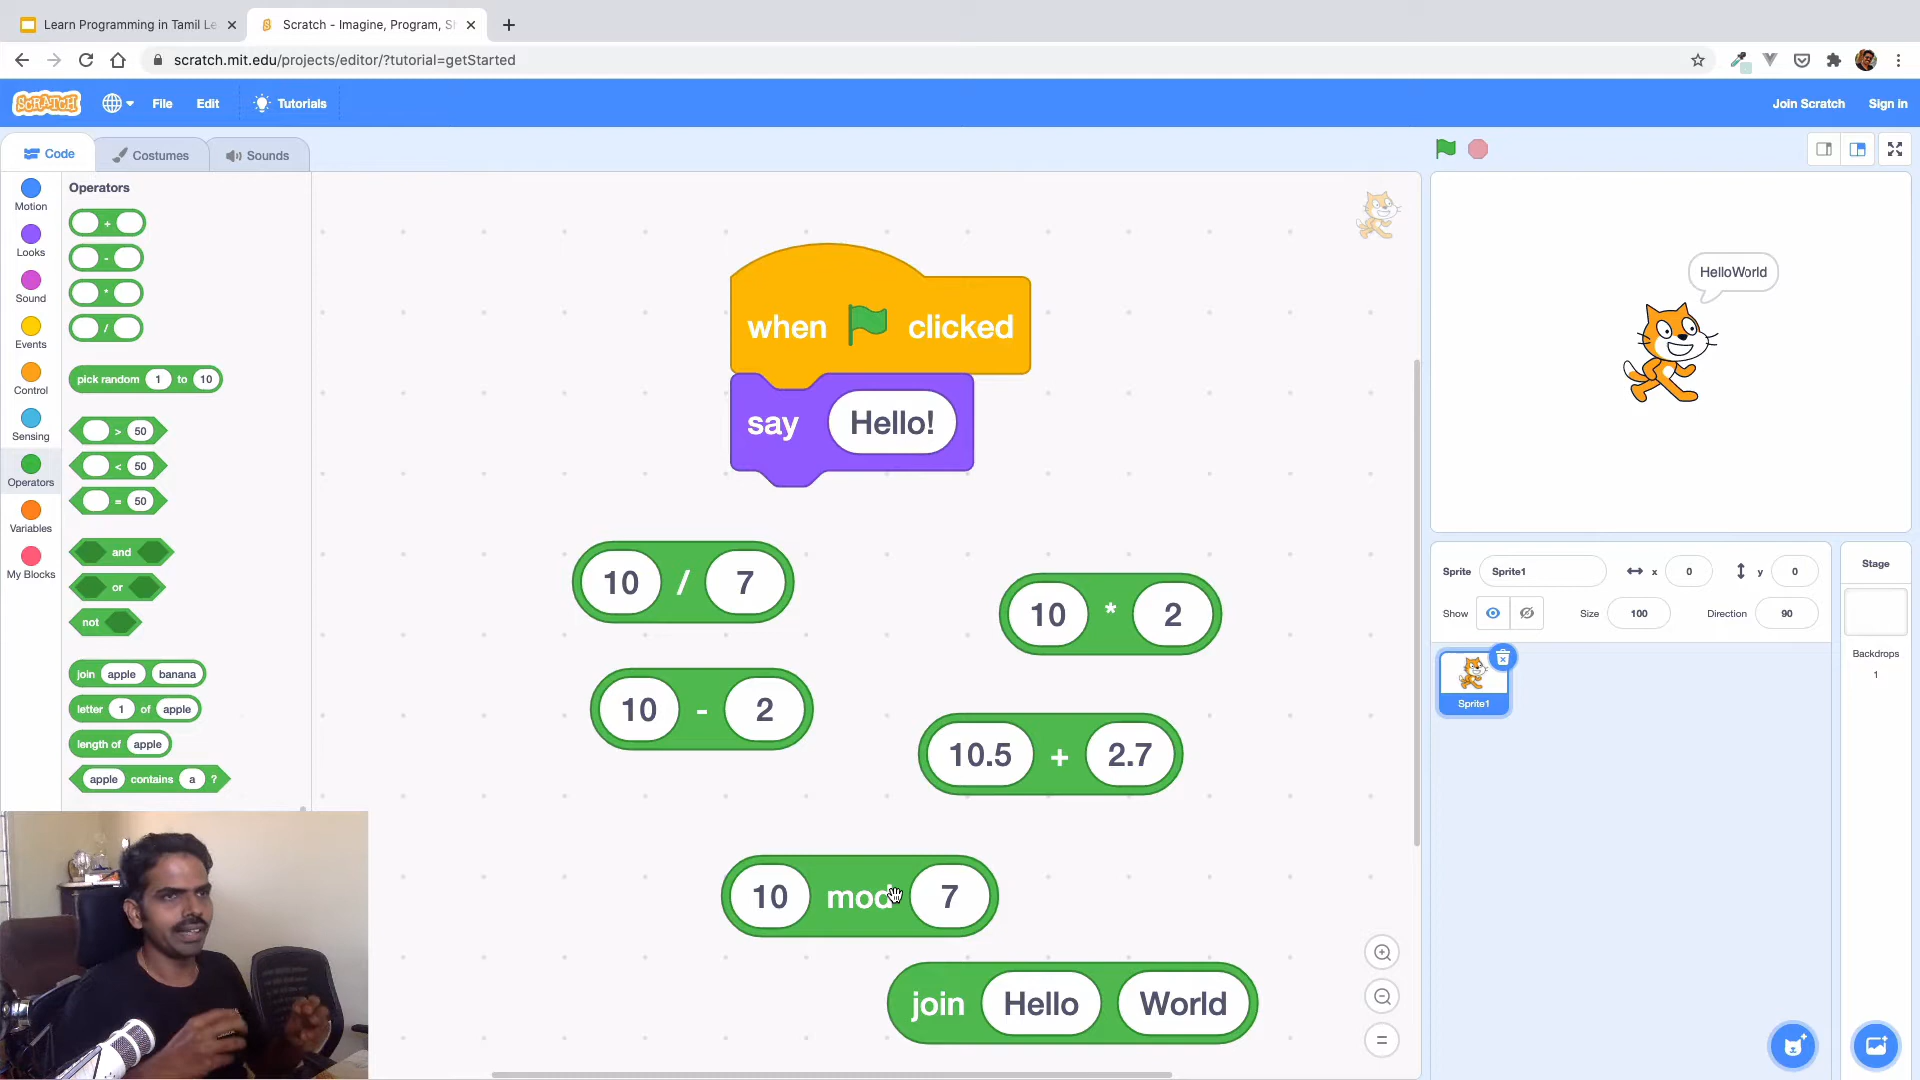 Learn Programming in Tamil Le
Scratch - Imagine, Program, Sh
scratch.mit.edu/projects/editor/?tutorial=getStarted
SCRATCH
File
Edit
Tutorials
Join Scratch
Sign in
Code
Costumes
Sounds
Motion
Looks
Sound
Events
Control
Sensing
Operators
Variables
My Blocks
Operators
+
-
*
/
pick random 1 to 10
> 50
< 50
= 50
and
or
not
join apple banana
letter 1 of apple
length of apple
apple contains a ?
when clicked
say Hello!
10 / 7
10 * 2
10 - 2
10.5 + 2.7
10 mod 7
join Hello World
HelloWorld
Sprite Sprite1 x 0 y 0
Show Size 100 Direction 90
Sprite1
Stage
Backdrops
1